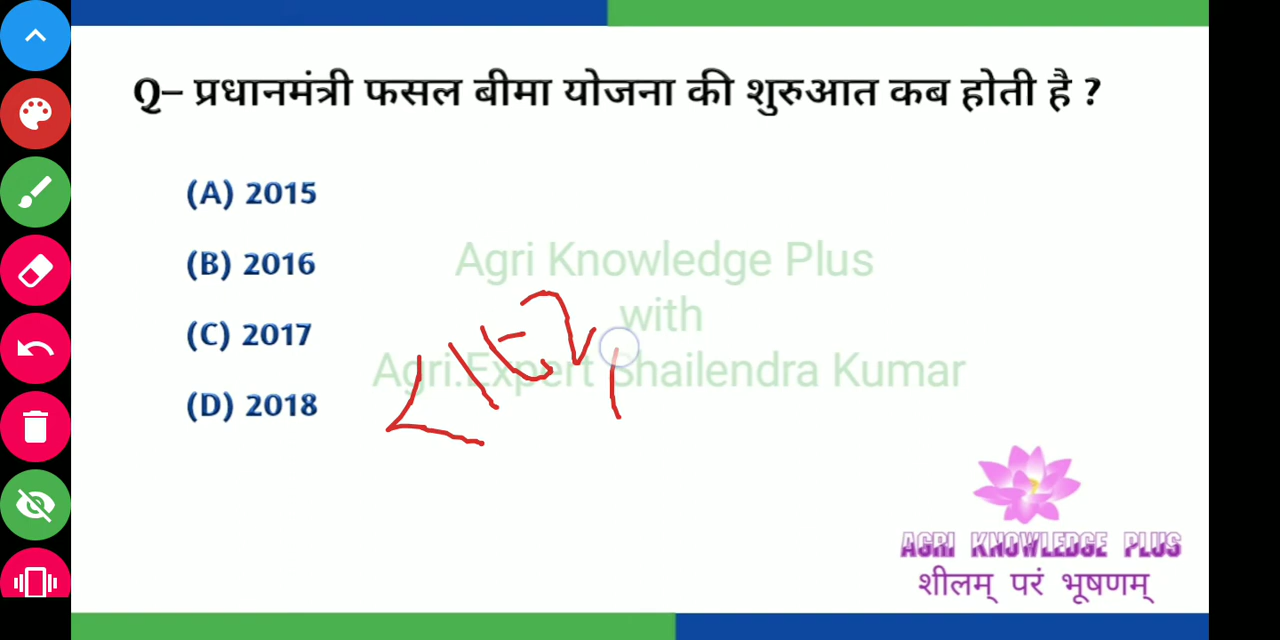 Q– प्रधानमंत्री फसल बीमा योजना की शुरुआत कब होती है ?
(A) 2015
(B) 2016
(C) 2017
(D) 2018
Agri Knowledge Plus
with
Agri.Expert Shailendra Kumar
AGRI KNOWLEDGE PLUS
शीलम् परं भूषणम्